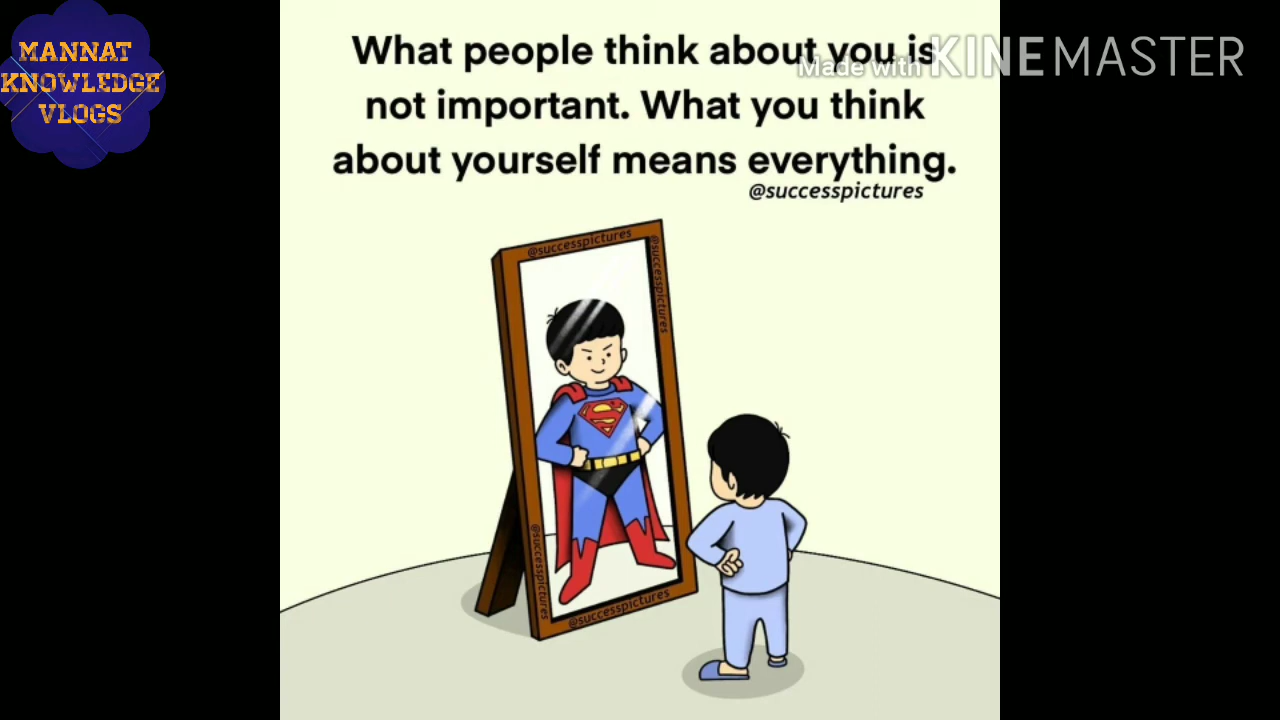 MANNAT
KNOWLEDGE
VLOGS
What people think about you is
Made with KINEMASTER
not important. What you think
about yourself means everything.
@successpictures
@successpictures
@successpictures
@successpictures
@successpictures